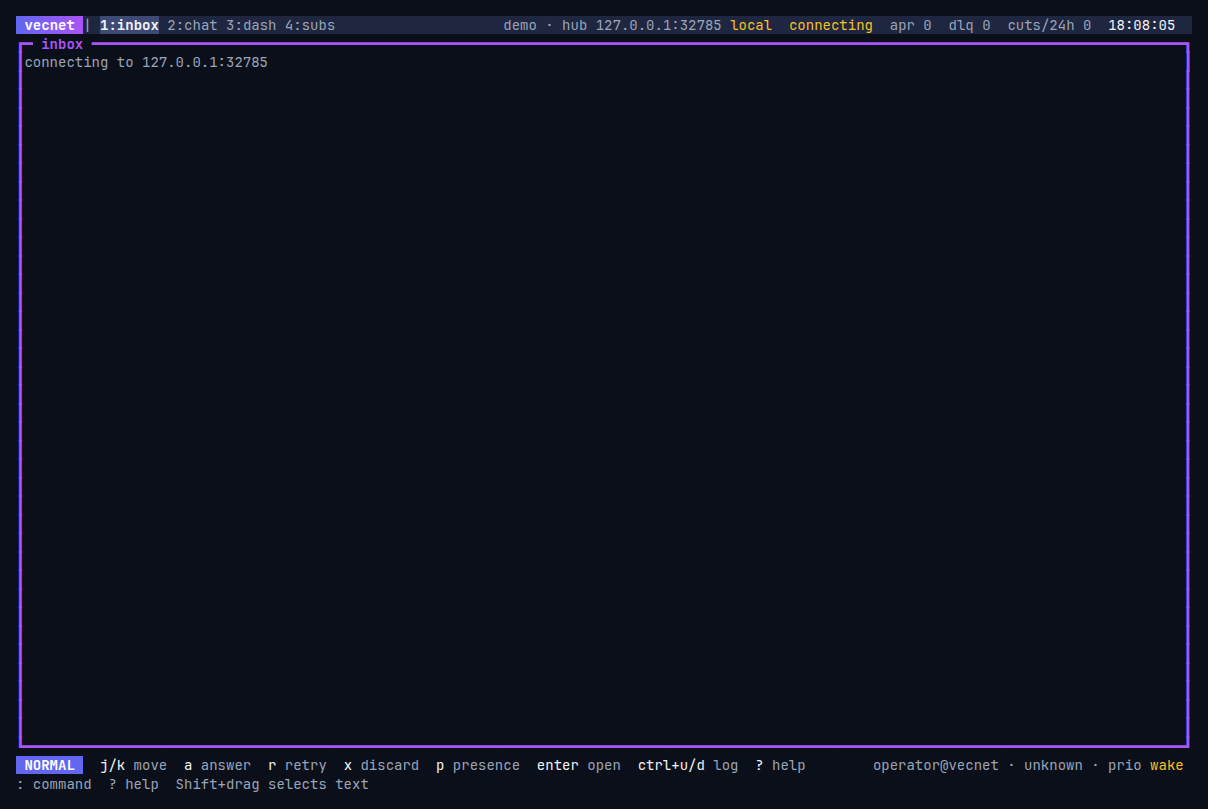 vecnet | 1:inbox 2:chat 3:dash 4:subs demo · hub 127.0.0.1:32785 local connecting apr 0 dlq 0 cuts/24h 0 18:08:05
inbox
connecting to 127.0.0.1:32785
NORMAL j/k move a answer r retry x discard p presence enter open ctrl+u/d log ? help operator@vecnet · unknown · prio wake
: command ? help Shift+drag selects text